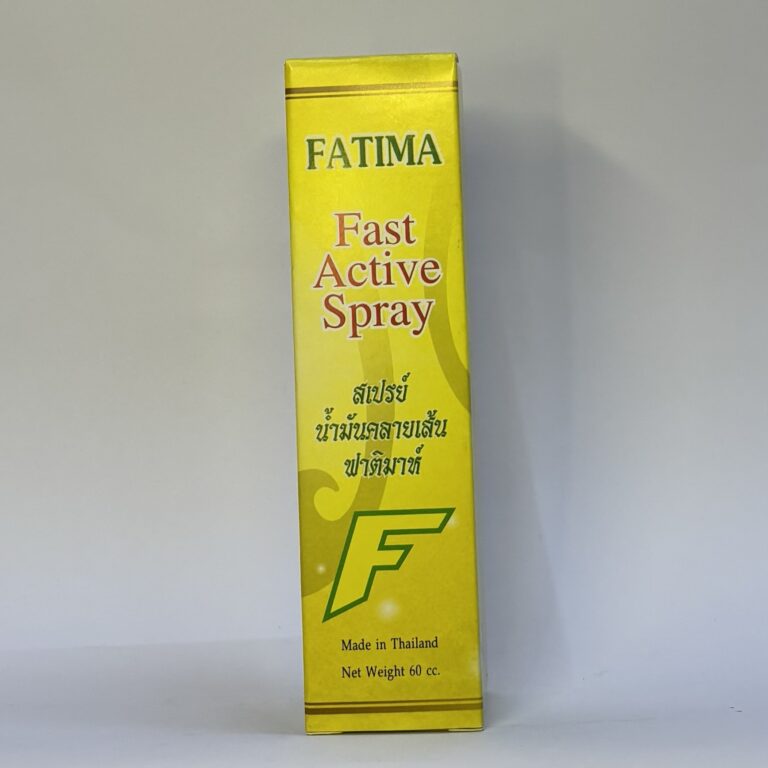 FATIMA
Fast
Active
Spray
สเปรย์
น้ำมันคลายเส้น
ฟาติมาห์
F
Made in Thailand
Net Weight 60 cc.